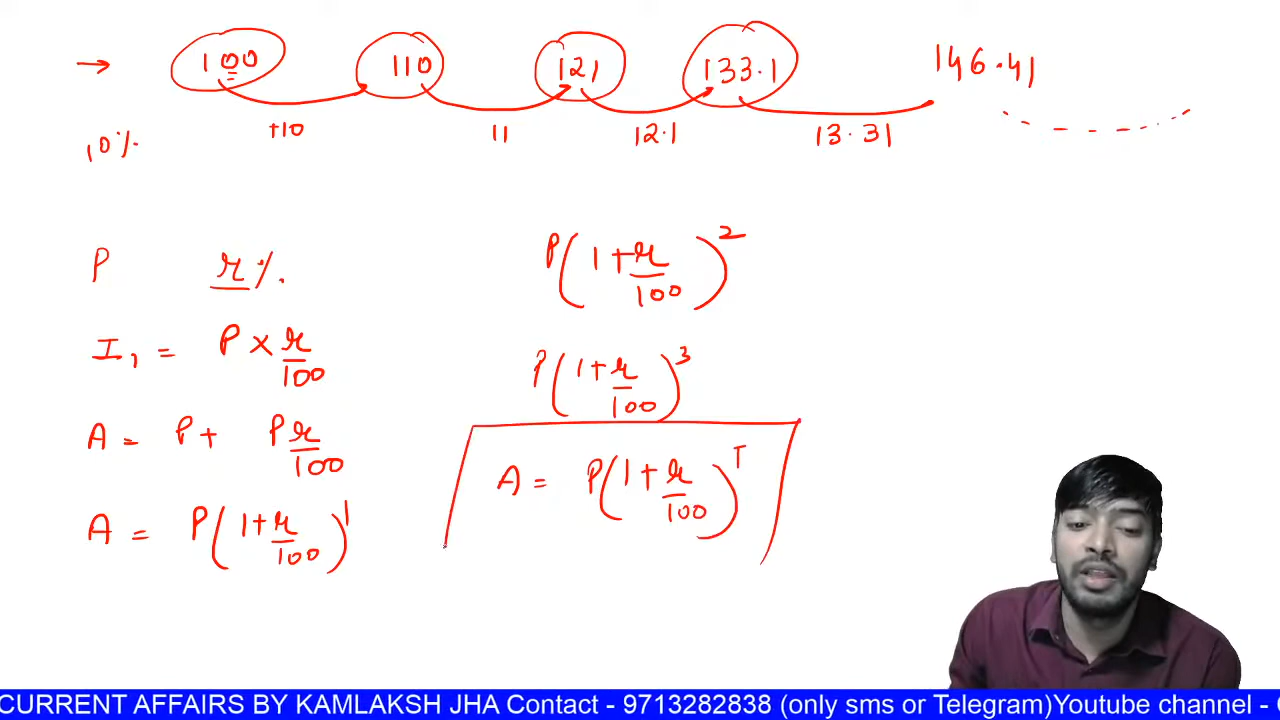 → 100 110 121 133.1 146.41
10% +10 11 12.1 13.31
P r%.
I₁ = P × r/100
A = P + Pr/100
A = P(1+r/100)¹
P(1+r/100)²
P(1+r/100)³
A = P(1+r/100)ᵀ
CURRENT AFFAIRS BY KAMLAKSH JHA Contact - 9713282838 (only sms or Telegram)Youtube channel -